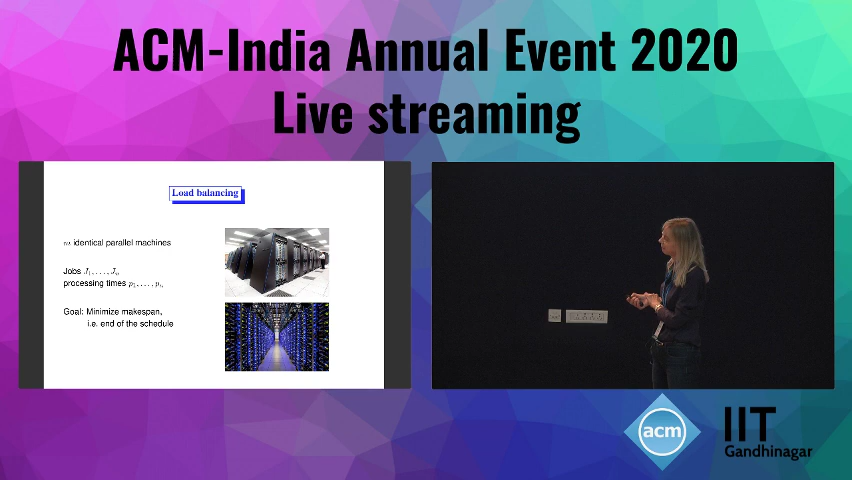 ACM-India Annual Event 2020
Live streaming
Load balancing
m identical parallel machines
Jobs J₁, . . . , Jₙ
processing times p₁, . . . , pₙ
Goal: Minimize makespan,
i.e. end of the schedule
acm
IIT
Gandhinagar